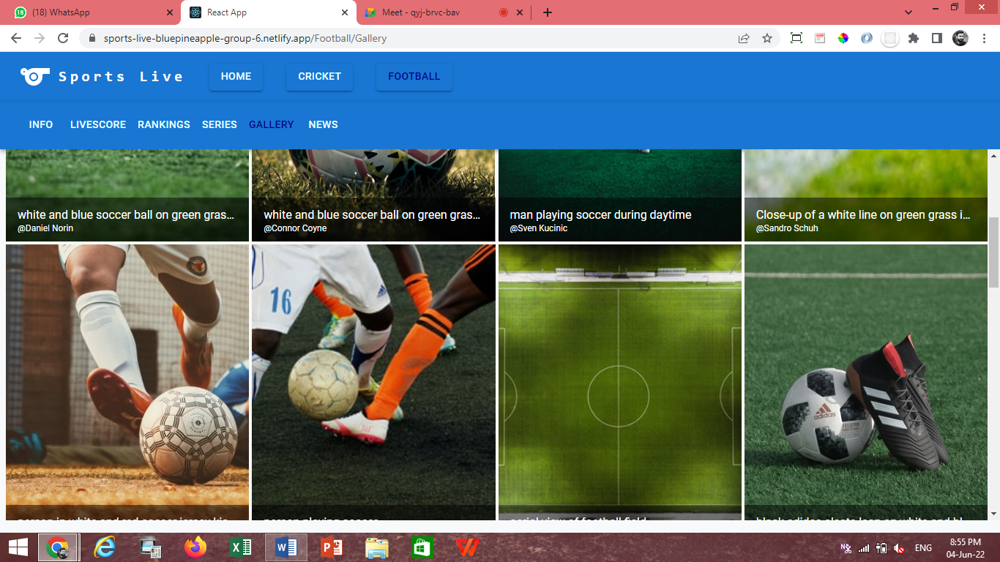 18
(18) WhatsApp
React App
Meet - qyj-brvc-bav
sports-live-bluepineapple-group-6.netlify.app/Football/Gallery
Sports Live
HOME
CRICKET
FOOTBALL
INFO
LIVESCORE
RANKINGS
SERIES
GALLERY
NEWS
white and blue soccer ball on green gras...
@Daniel Norin
white and blue soccer ball on green gras...
@Connor Coyne
man playing soccer during daytime
@Sven Kucinic
Close-up of a white line on green grass i...
@Sandro Schuh
16
adidas
TELSTAR
person in white and red soccer jersey kic...
person playing soccer
aerial view of football field
black adidas cleats lean on white and bl...
ENG
8:55 PM
04-Jun-22